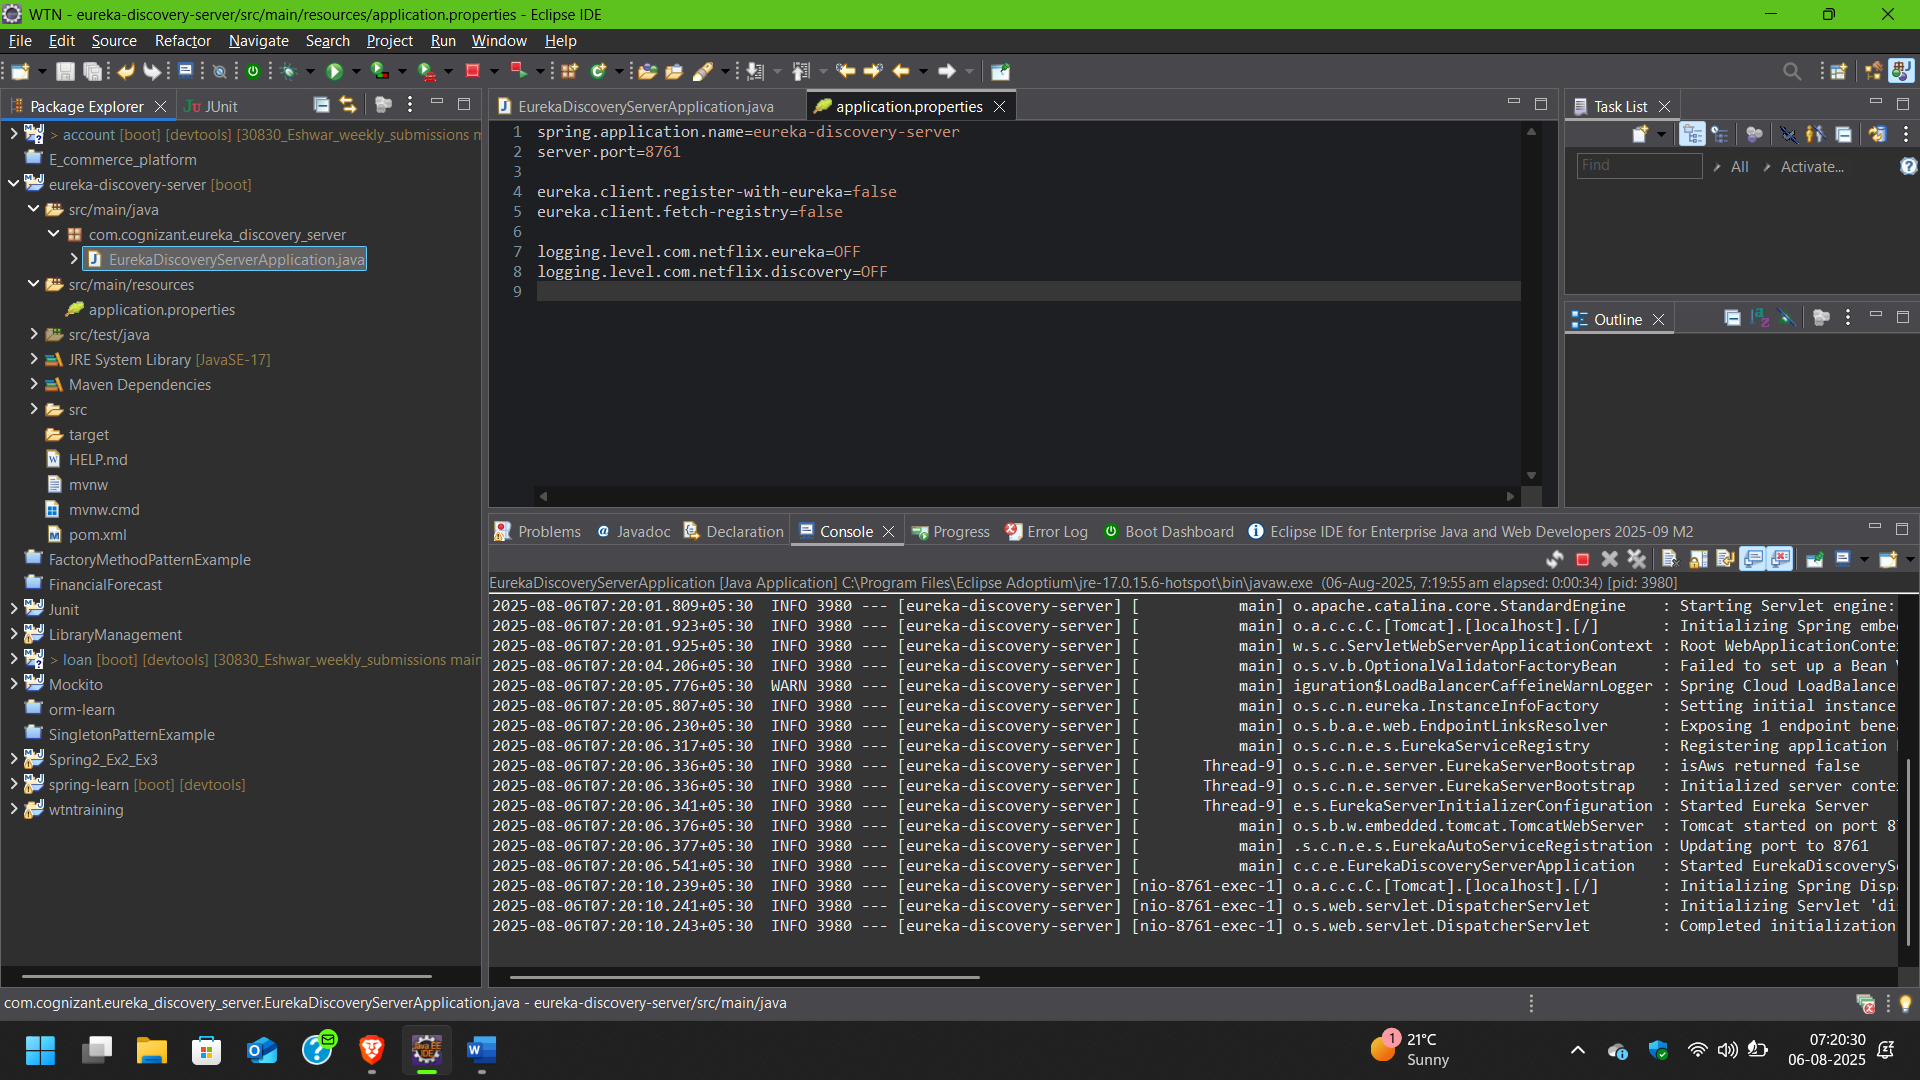 WTN - eureka-discovery-server/src/main/resources/application.properties - Eclipse IDE
File Edit Source Refactor Navigate Search Project Run Window Help
Package Explorer
JUnit
> account [boot] [devtools] [30830_Eshwar_weekly_submissions m
E_commerce_platform
eureka-discovery-server [boot]
src/main/java
com.cognizant.eureka_discovery_server
EurekaDiscoveryServerApplication.java
src/main/resources
application.properties
src/test/java
JRE System Library [JavaSE-17]
Maven Dependencies
src
target
HELP.md
mvnw
mvnw.cmd
pom.xml
FactoryMethodPatternExample
FinancialForecast
Junit
LibraryManagement
> loan [boot] [devtools] [30830_Eshwar_weekly_submissions main
Mockito
orm-learn
SingletonPatternExample
Spring2_Ex2_Ex3
spring-learn [boot] [devtools]
wtntraining
EurekaDiscoveryServerApplication.java
application.properties
1 spring.application.name=eureka-discovery-server
2 server.port=8761
3
4 eureka.client.register-with-eureka=false
5 eureka.client.fetch-registry=false
6
7 logging.level.com.netflix.eureka=OFF
8 logging.level.com.netflix.discovery=OFF
9
Task List
Find
All
Activate...
Outline
Problems Javadoc Declaration Console Progress Error Log Boot Dashboard Eclipse IDE for Enterprise Java and Web Developers 2025-09 M2
EurekaDiscoveryServerApplication [Java Application] C:\Program Files\Eclipse Adoptium\jre-17.0.15.6-hotspot\bin\javaw.exe (06-Aug-2025, 7:19:55 am elapsed: 0:00:34) [pid: 3980]
2025-08-06T07:20:01.809+05:30 INFO 3980 --- [eureka-discovery-server] [ main] o.apache.catalina.core.StandardEngine : Starting Servlet engine:
2025-08-06T07:20:01.923+05:30 INFO 3980 --- [eureka-discovery-server] [ main] o.a.c.c.C.[Tomcat].[localhost].[/] : Initializing Spring embe
2025-08-06T07:20:01.925+05:30 INFO 3980 --- [eureka-discovery-server] [ main] w.s.c.ServletWebServerApplicationContext : Root WebApplicationConte
2025-08-06T07:20:04.206+05:30 INFO 3980 --- [eureka-discovery-server] [ main] o.s.v.b.OptionalValidatorFactoryBean : Failed to set up a Bean
2025-08-06T07:20:05.776+05:30 WARN 3980 --- [eureka-discovery-server] [ main] iguration$LoadBalancerCaffeineWarnLogger : Spring Cloud LoadBalance
2025-08-06T07:20:05.807+05:30 INFO 3980 --- [eureka-discovery-server] [ main] o.s.c.n.eureka.InstanceInfoFactory : Setting initial instance
2025-08-06T07:20:06.230+05:30 INFO 3980 --- [eureka-discovery-server] [ main] o.s.b.a.e.web.EndpointLinksResolver : Exposing 1 endpoint bene
2025-08-06T07:20:06.317+05:30 INFO 3980 --- [eureka-discovery-server] [ main] o.s.c.n.e.s.EurekaServiceRegistry : Registering application
2025-08-06T07:20:06.336+05:30 INFO 3980 --- [eureka-discovery-server] [ Thread-9] o.s.c.n.e.server.EurekaServerBootstrap : isAws returned false
2025-08-06T07:20:06.336+05:30 INFO 3980 --- [eureka-discovery-server] [ Thread-9] o.s.c.n.e.server.EurekaServerBootstrap : Initialized server conte
2025-08-06T07:20:06.341+05:30 INFO 3980 --- [eureka-discovery-server] [ Thread-9] e.s.EurekaServerInitializerConfiguration : Started Eureka Server
2025-08-06T07:20:06.376+05:30 INFO 3980 --- [eureka-discovery-server] [ main] o.s.b.w.embedded.tomcat.TomcatWebServer : Tomcat started on port 8
2025-08-06T07:20:06.377+05:30 INFO 3980 --- [eureka-discovery-server] [ main] .s.c.n.e.s.EurekaAutoServiceRegistration : Updating port to 8761
2025-08-06T07:20:06.541+05:30 INFO 3980 --- [eureka-discovery-server] [ main] c.c.e.EurekaDiscoveryServerApplication : Started EurekaDiscoveryS
2025-08-06T07:20:10.239+05:30 INFO 3980 --- [eureka-discovery-server] [nio-8761-exec-1] o.a.c.c.C.[Tomcat].[localhost].[/] : Initializing Spring Disp
2025-08-06T07:20:10.241+05:30 INFO 3980 --- [eureka-discovery-server] [nio-8761-exec-1] o.s.web.servlet.DispatcherServlet : Initializing Servlet 'di
2025-08-06T07:20:10.243+05:30 INFO 3980 --- [eureka-discovery-server] [nio-8761-exec-1] o.s.web.servlet.DispatcherServlet : Completed initialization
com.cognizant.eureka_discovery_server.EurekaDiscoveryServerApplication.java - eureka-discovery-server/src/main/java
1
21°C
Sunny
07:20:30
06-08-2025